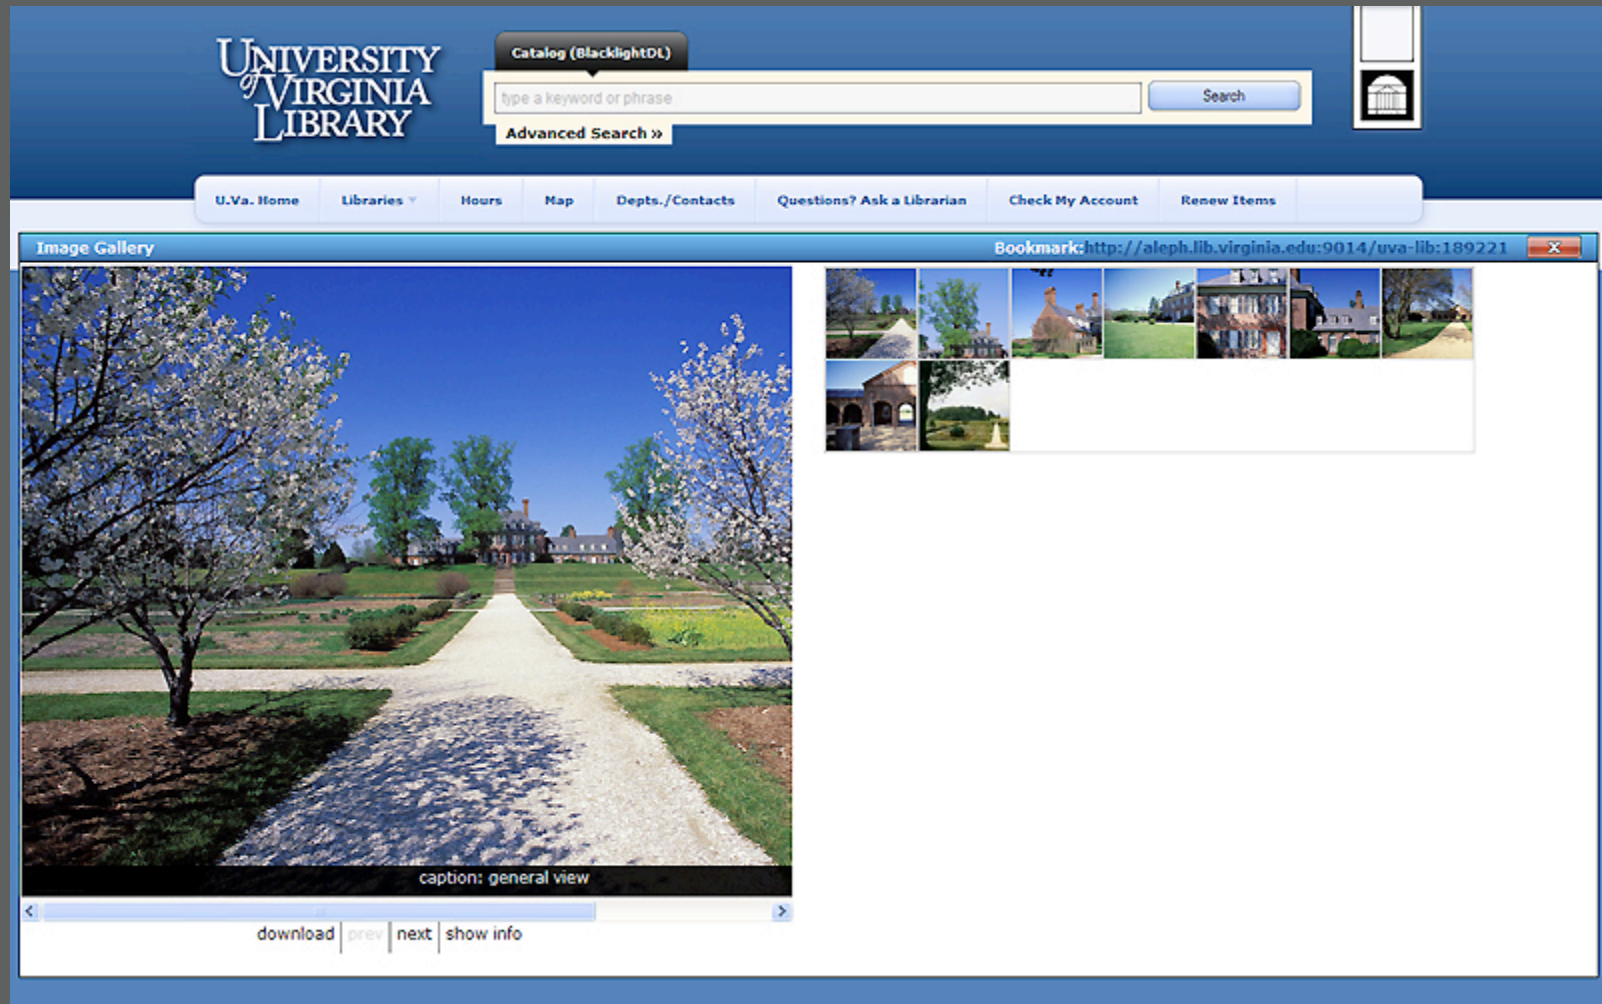 UNIVERSITY
of VIRGINIA
LIBRARY
Catalog (BlacklightDL)
type a keyword or phrase
Search
Advanced Search »
U.Va. Home Libraries Hours Map Depts./Contacts Questions? Ask a Librarian Check My Account Renew Items
Image Gallery Bookmark:http://aleph.lib.virginia.edu:9014/uva-lib:189221 X
caption: general view
download prev next show info